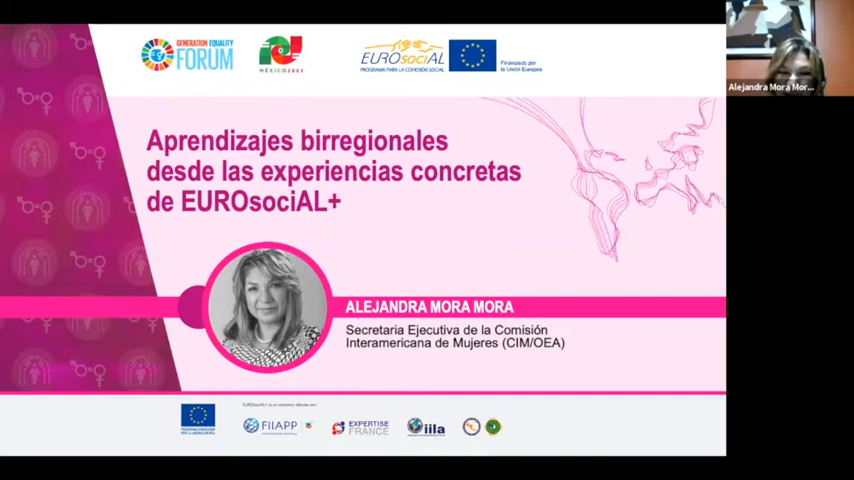 GENERATION EQUALITY
FORUM
MÉXICO2021
EUROsociAL
PROGRAMA PARA LA COHESIÓN SOCIAL
Financiado por
la Unión Europea
Alejandra Mora Mor...
Aprendizajes birregionales
desde las experiencias concretas
de EUROsociAL+
ALEJANDRA MORA MORA
Secretaria Ejecutiva de la Comisión
Interamericana de Mujeres (CIM/OEA)
FIIAPP
EXPERTISE
FRANCE
iila